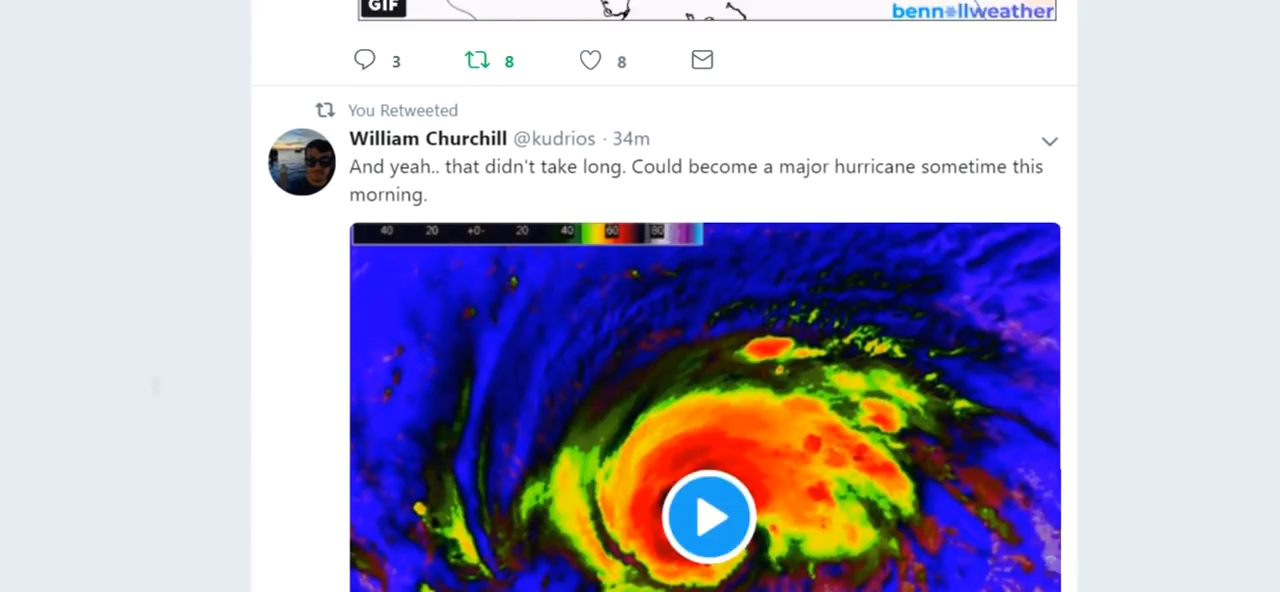 GIF
bennollweather
3 8 8
You Retweeted
William Churchill @kudrios · 34m
And yeah.. that didn't take long. Could become a major hurricane sometime this
morning.
40 20 +0- 20 40 60 80